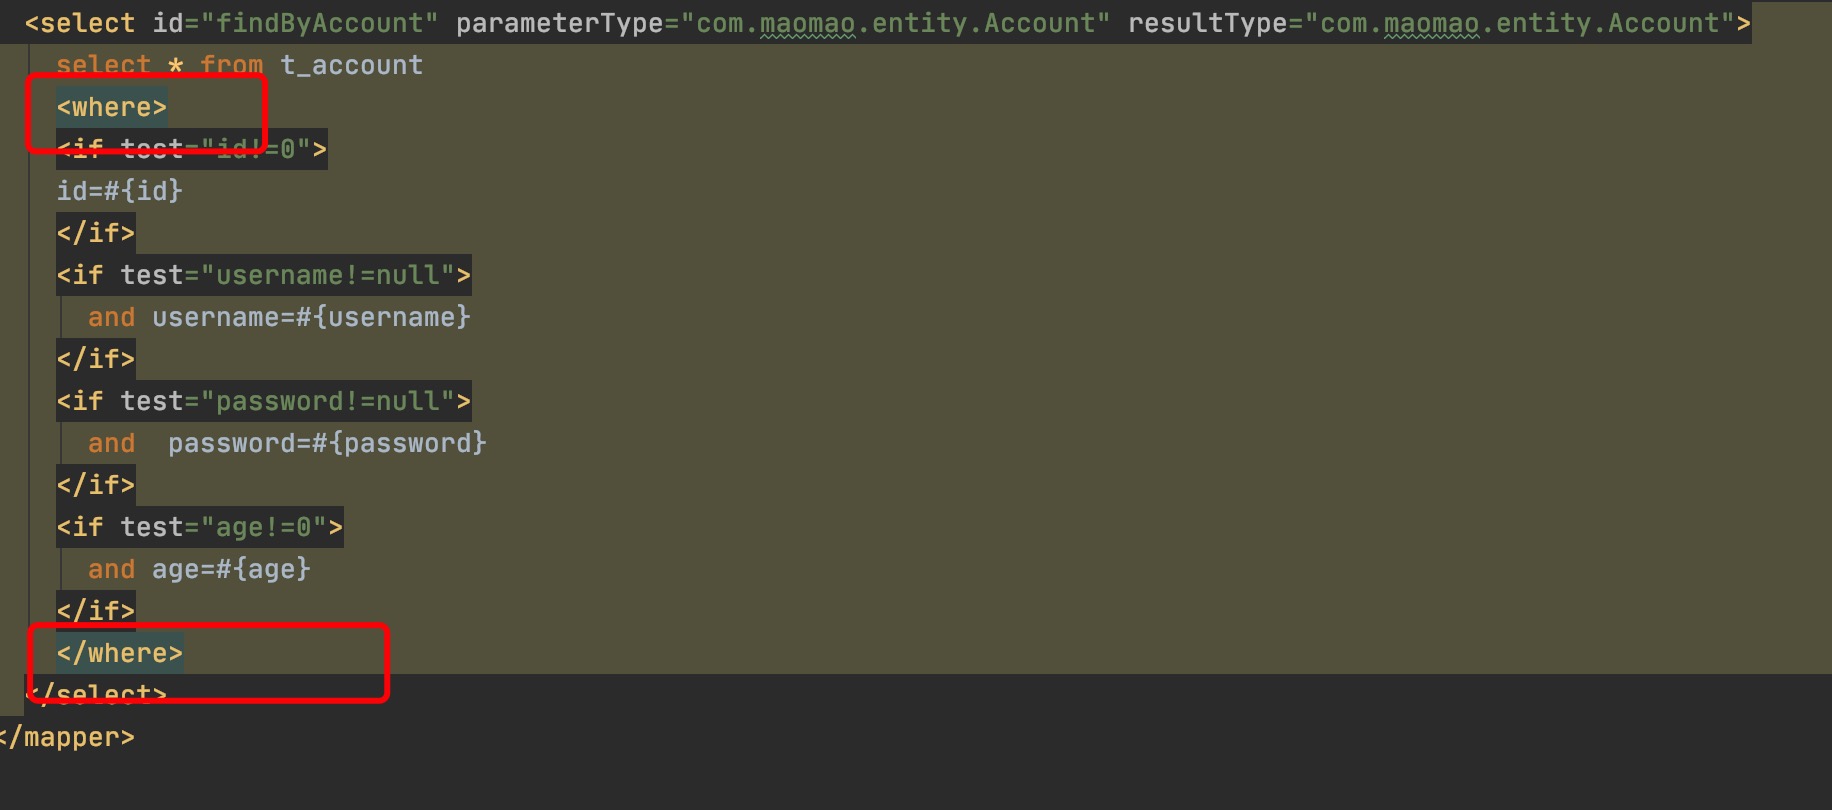 <select id="findByAccount" parameterType="com.maomao.entity.Account" resultType="com.maomao.entity.Account">
select * from t_account
<where>
<if test="id!=0">
id=#{id}
</if>
<if test="username!=null">
and username=#{username}
</if>
<if test="password!=null">
and  password=#{password}
</if>
<if test="age!=0">
and age=#{age}
</if>
</where>
</select>
</mapper>